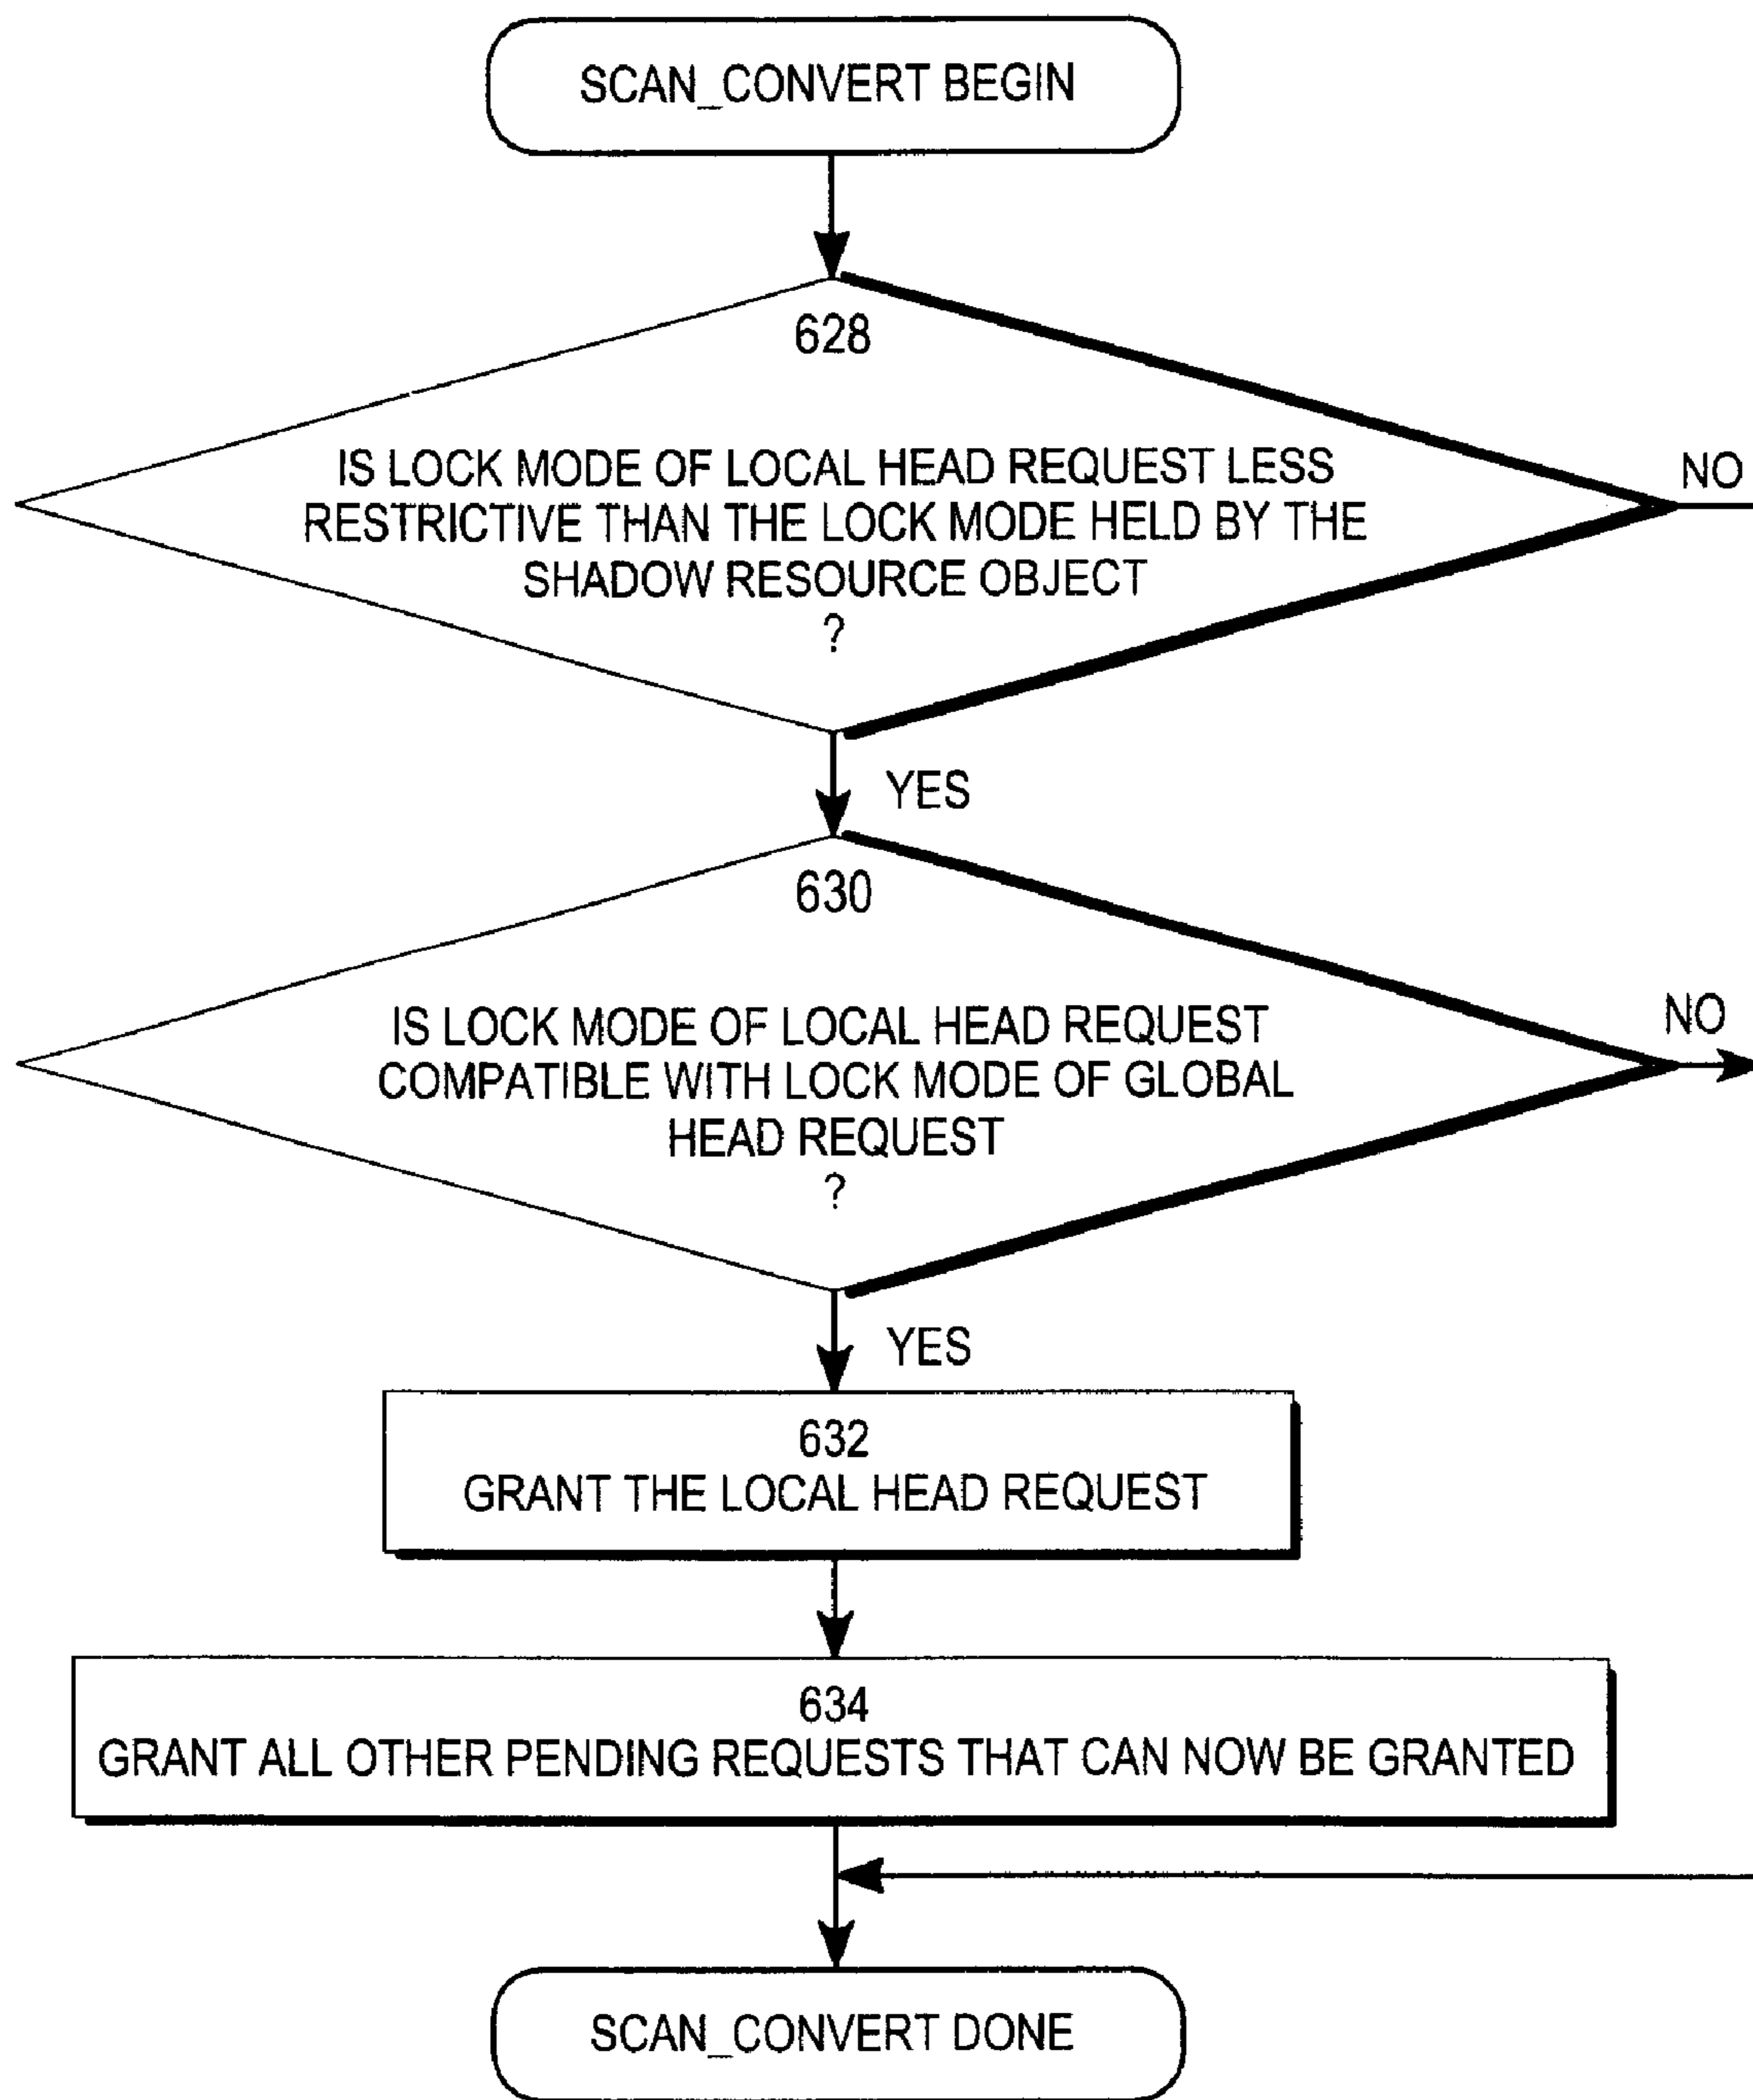 SCAN_CONVERT BEGIN
628
IS LOCK MODE OF LOCAL HEAD REQUEST LESS
RESTRICTIVE THAN THE LOCK MODE HELD BY THE
SHADOW RESOURCE OBJECT
?
NO
YES
630
IS LOCK MODE OF LOCAL HEAD REQUEST
COMPATIBLE WITH LOCK MODE OF GLOBAL
HEAD REQUEST
?
NO
YES
632
GRANT THE LOCAL HEAD REQUEST
634
GRANT ALL OTHER PENDING REQUESTS THAT CAN NOW BE GRANTED
SCAN_CONVERT DONE